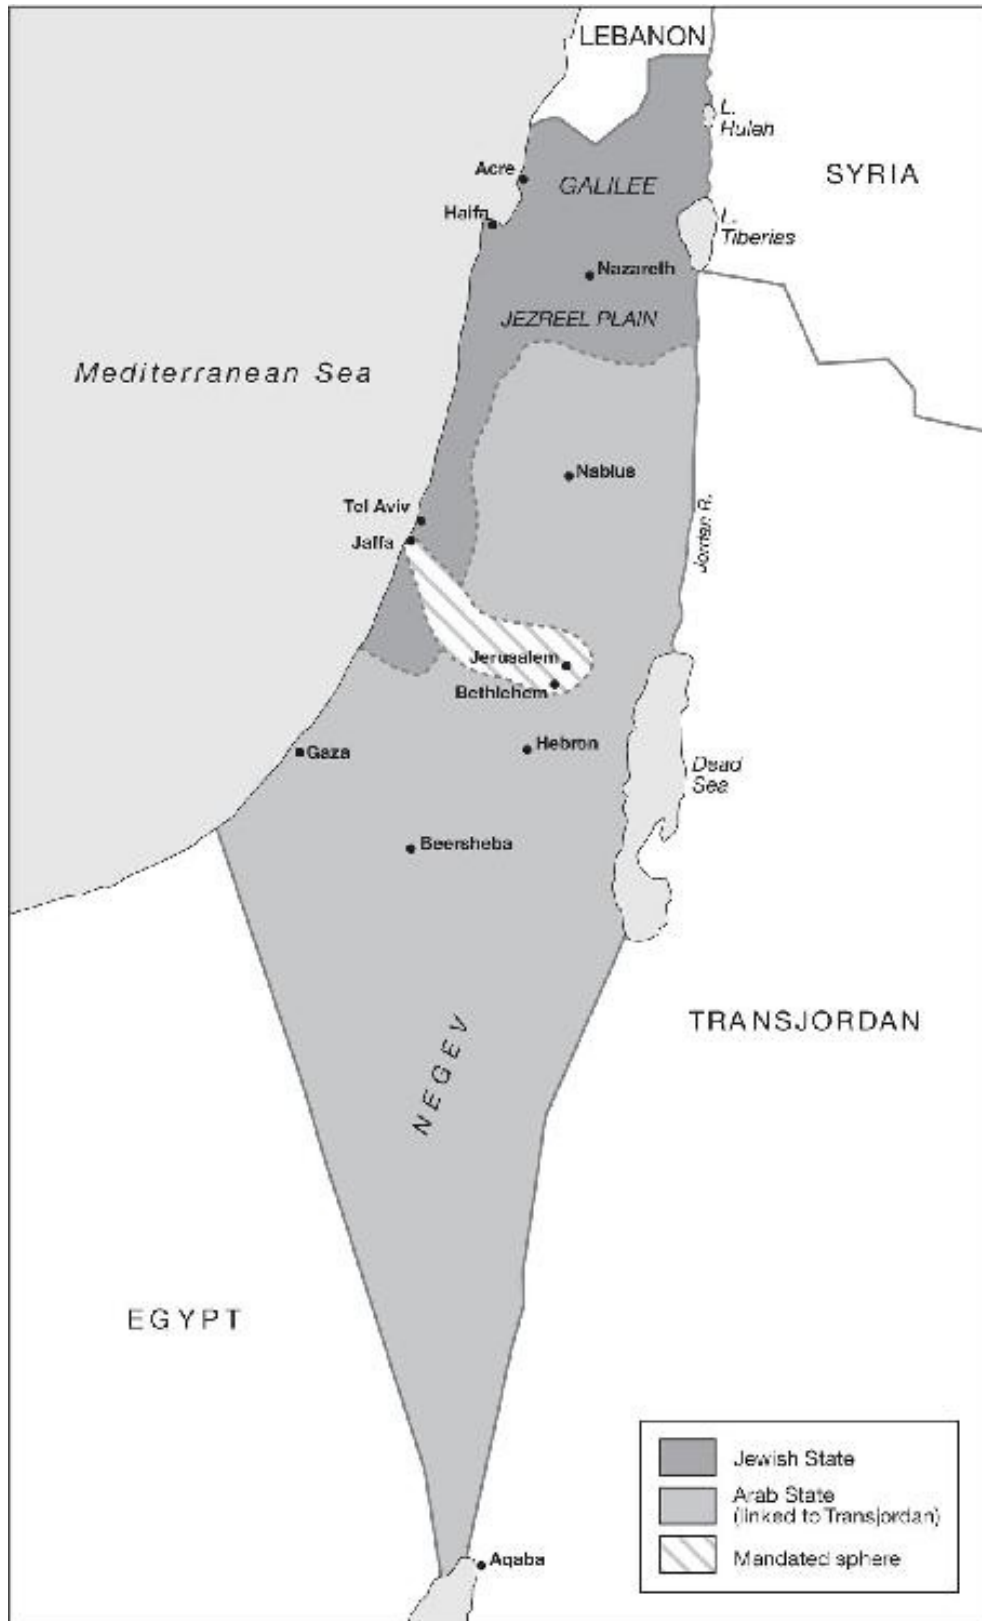 LEBANON
L.
Hulah
SYRIA
Acre
GALILEE
Haifa
L.
Tiberias
Nazareth
JEZREEL PLAIN
Mediterranean Sea
Nablus
Tel Aviv
Jaffa
Jordan R.
Jerusalem
Bethlehem
Hebron
Gaza
Dead
Sea
Beersheba
NEGEV
TRANSJORDAN
EGYPT
Jewish State
Arab State
(linked to Transjordan)
Mandated sphere
Aqaba